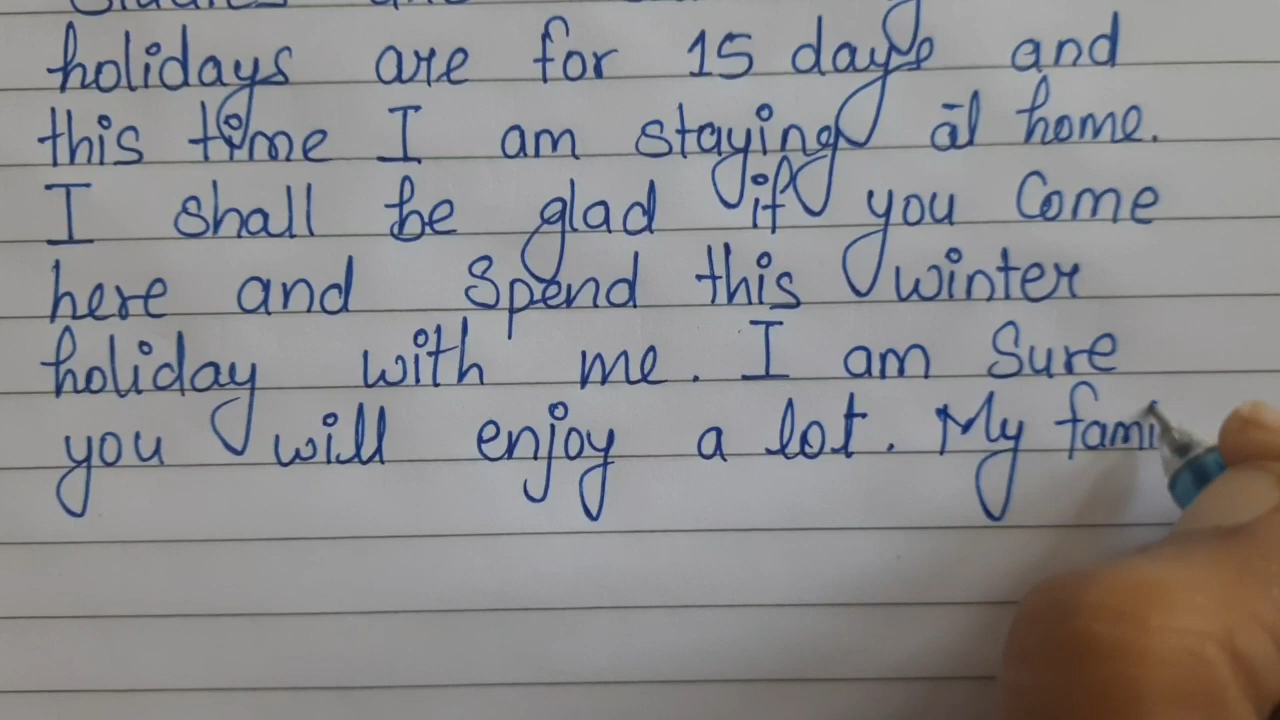 holidays are for 15 days and
this time I am staying at home.
I shall be glad if you Come
here and Spend this winter
holiday with me. I am Sure
you will enjoy a lot. My fami